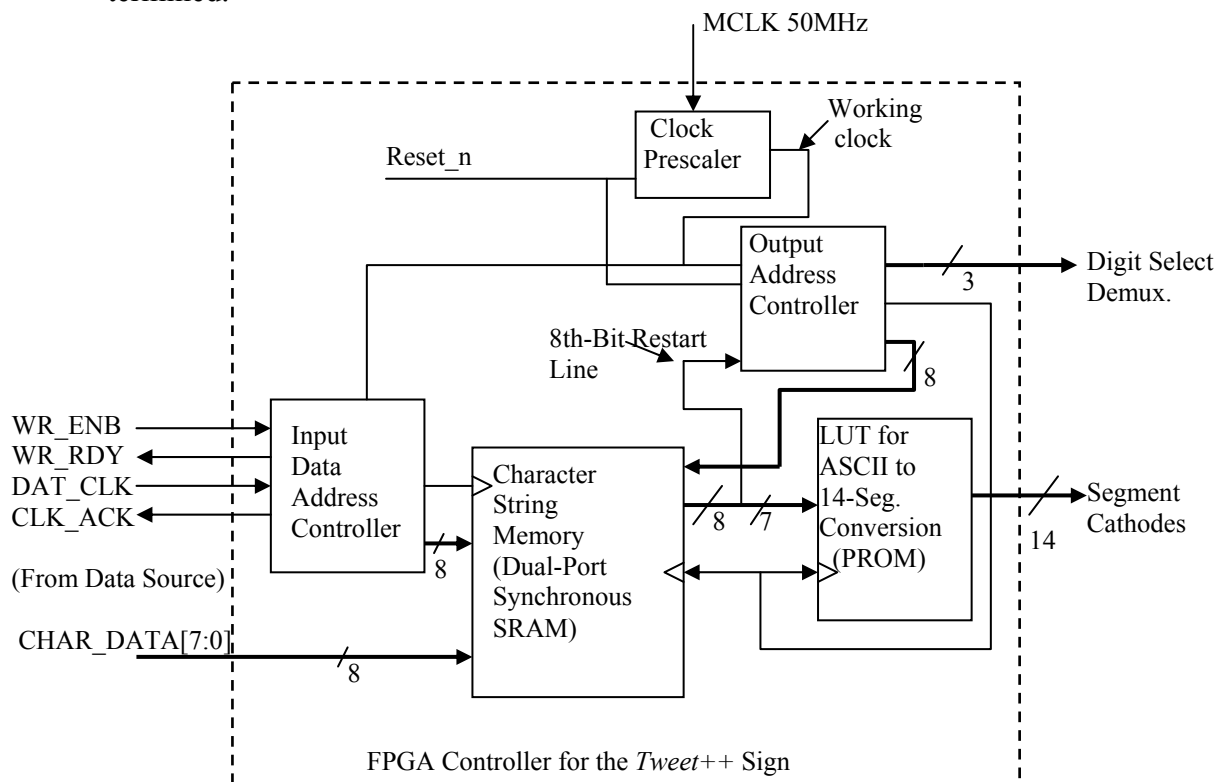 MCLK 50MHz
Working
clock
Clock
Prescaler
Reset_n
Output
Address
Controller
3
Digit Select
Demux.
8th-Bit Restart
Line
8
WR_ENB
WR_RDY
DAT_CLK
CLK_ACK
(From Data Source)
Input
Data
Address
Controller
8
Character
String
Memory
(Dual-Port
Synchronous
SRAM)
8
7
LUT for
ASCII to
14-Seg.
Conversion
(PROM)
14
Segment
Cathodes
CHAR_DATA[7:0]
8
FPGA Controller for the Tweet++ Sign